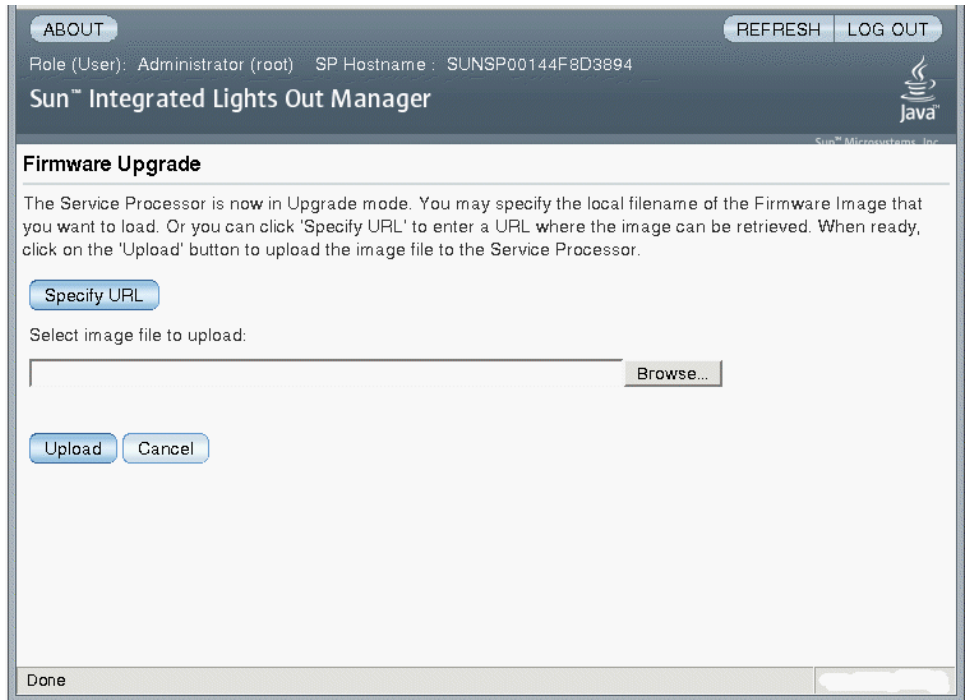 ABOUT
REFRESH LOG OUT
Role (User): Administrator (root) SP Hostname : SUNSP00144F8D3894
Sun™ Integrated Lights Out Manager
Java™
Sun™ Microsystems, Inc.
Firmware Upgrade
The Service Processor is now in Upgrade mode. You may specify the local filename of the Firmware Image that
you want to load. Or you can click 'Specify URL' to enter a URL where the image can be retrieved. When ready,
click on the 'Upload' button to upload the image file to the Service Processor.
Specify URL
Select image file to upload:
Browse...
Upload Cancel
Done